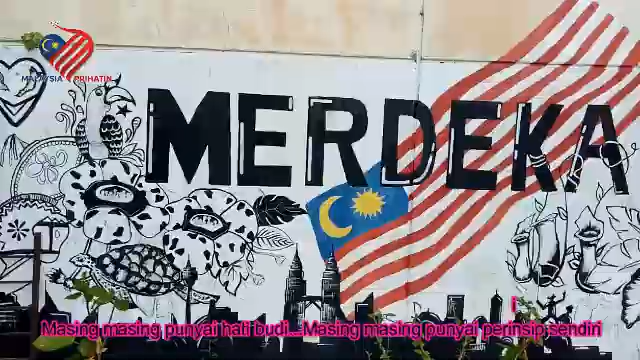 MALAYSIA PRIHATIN
MERDEKA
Masing masing punyai hati budi...Masing masing punyai perinsip sendiri